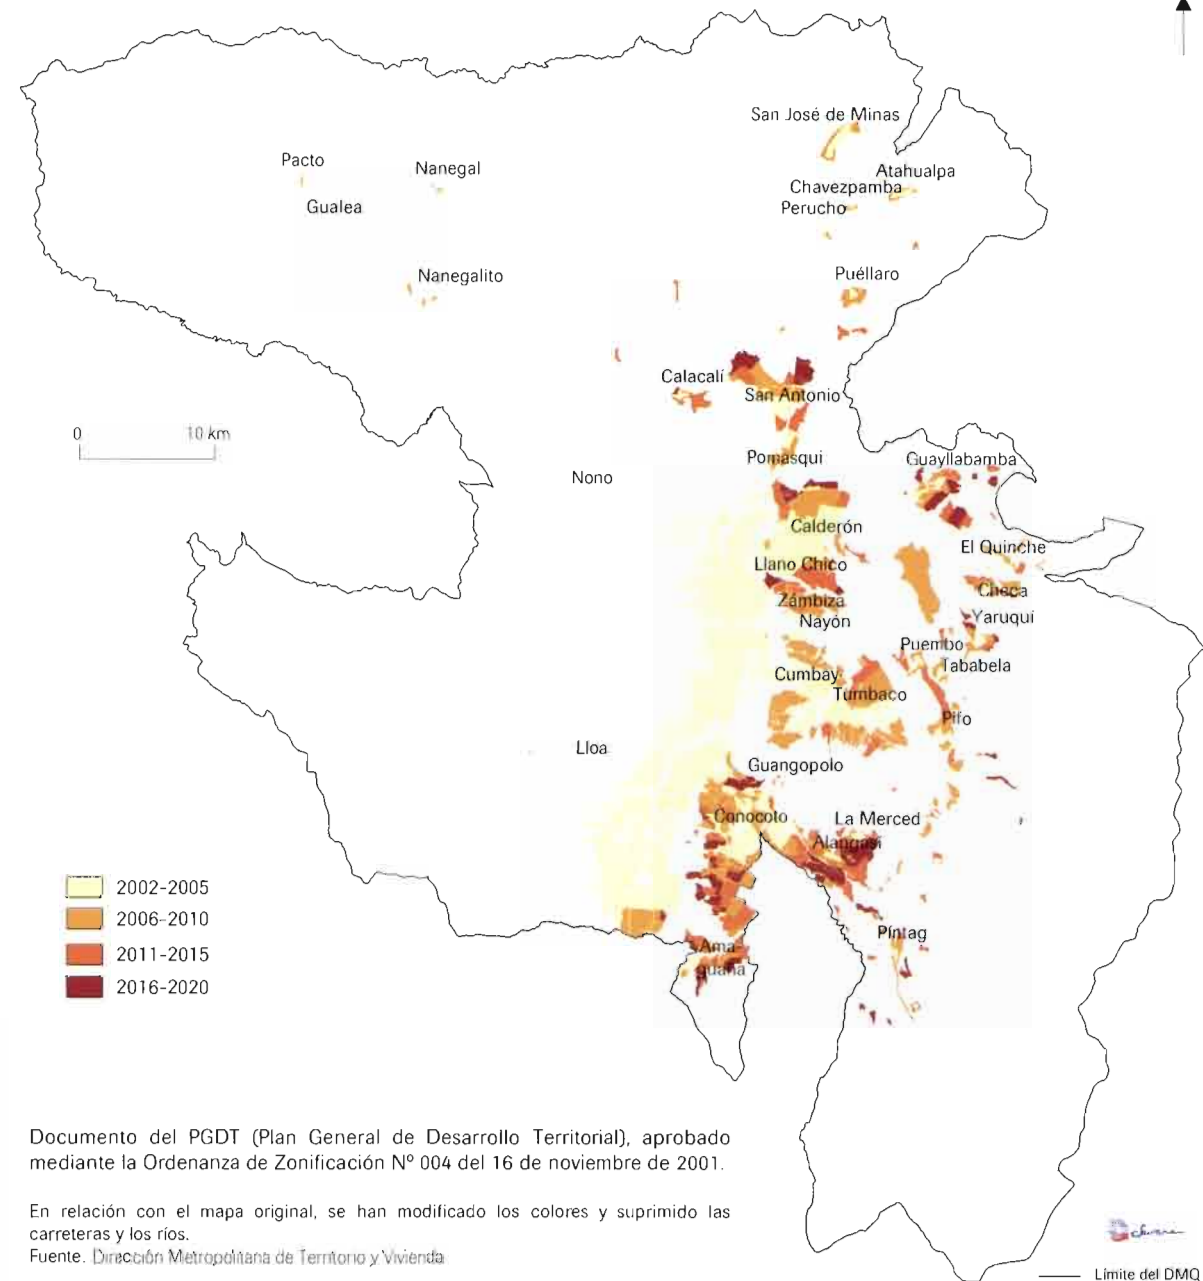 San José de Minas
Pacto
Nanegal
Atahualpa
Chavezpamba
Gualea
Perucho
Nanegalito
Puéllaro
Calacalí
San Antonio
0 10 km
Pomasqui
Guayllabamba
Nono
Calderón
El Quinche
Llano Chico
Checa
Zámbiza
Nayón
Yaruquí
Puembo
Tababela
Cumbay
Tumbaco
Pifo
Lloa
Guangopolo
Conocoto
La Merced
Alangasí
2002-2005
2006-2010
2011-2015
2016-2020
Píntag
Ama-
guaña
Documento del PGDT (Plan General de Desarrollo Territorial), aprobado
mediante la Ordenanza de Zonificación Nº 004 del 16 de noviembre de 2001.
En relación con el mapa original, se han modificado los colores y suprimido las
carreteras y los ríos.
Fuente. Dirección Metropolitana de Territorio y Vivienda
Límite del DMQ